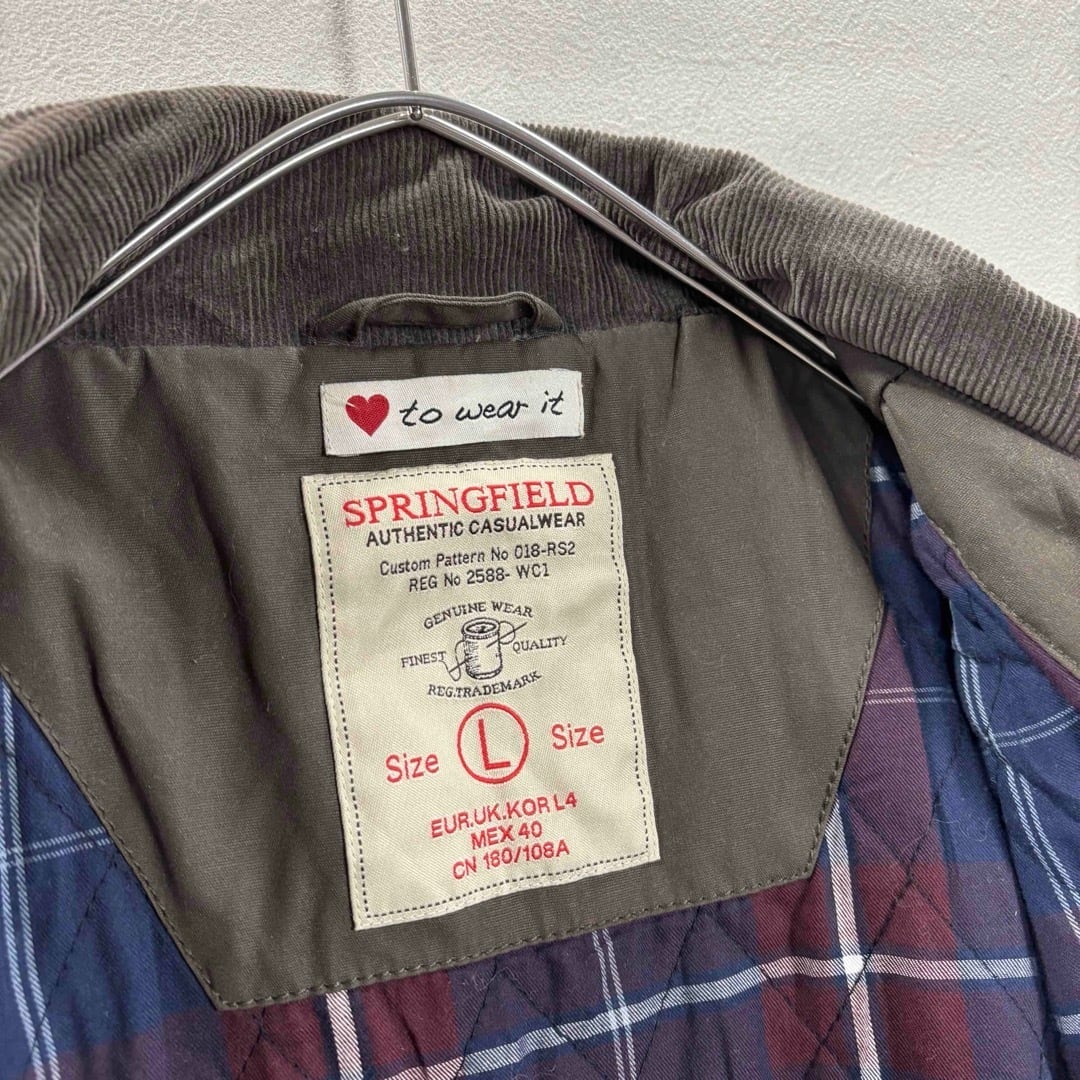 to wear it
SPRINGFIELD
AUTHENTIC CASUALWEAR
Custom Pattern No 018-RS2
REG No 2588- WC1
GENUINE WEAR
FINEST QUALITY
REG.TRADEMARK
Size L Size
EUR.UK.KOR L4
MEX 40
CN 180/108A